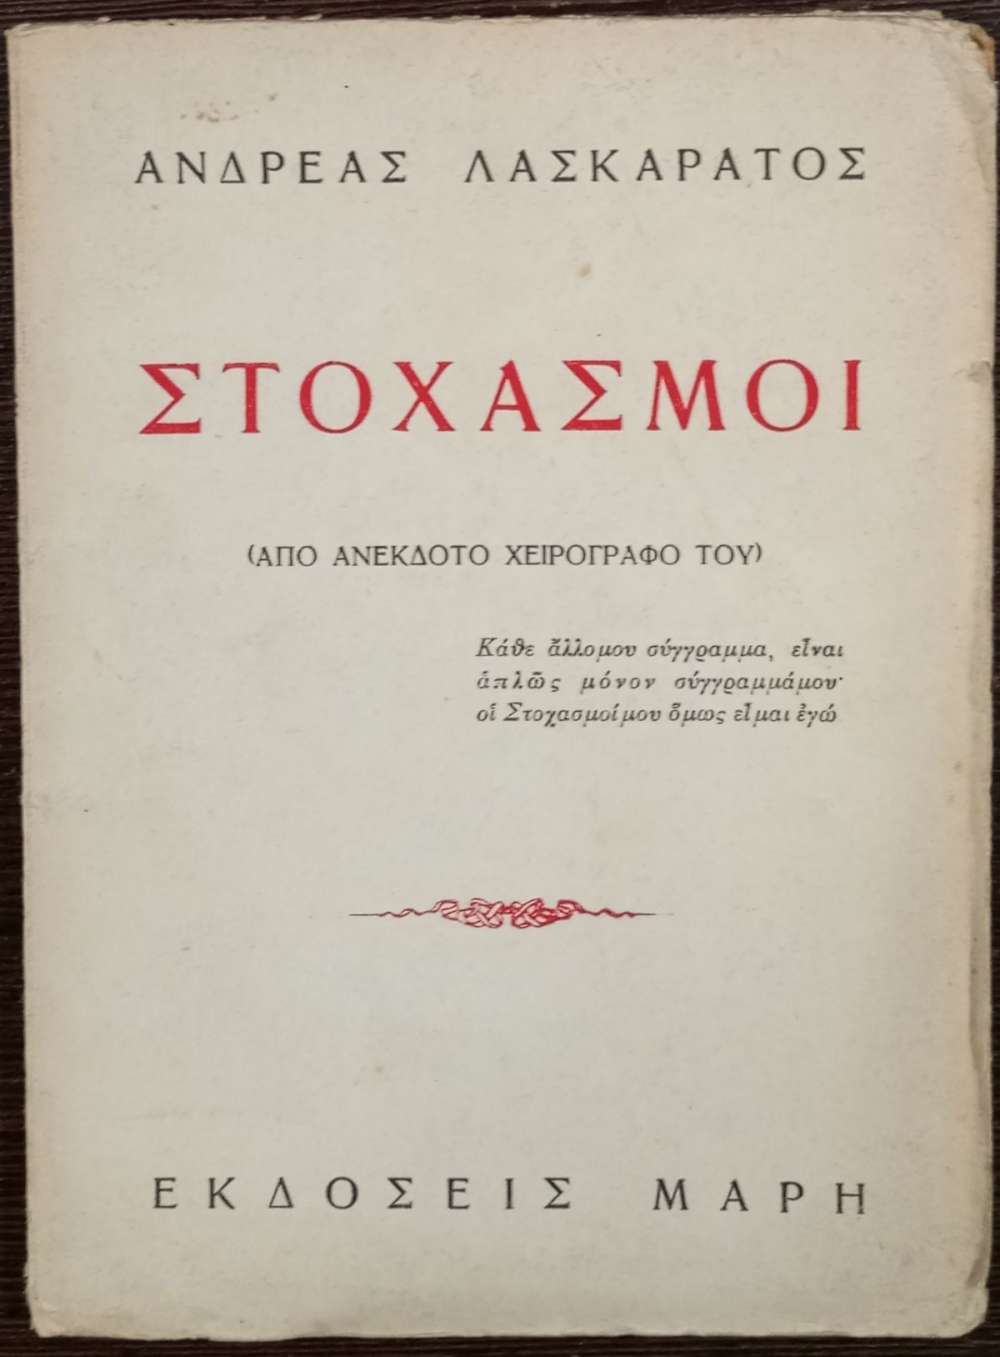 ΑΝΔΡΕΑΣ ΛΑΣΚΑΡΑΤΟΣ
ΣΤΟΧΑΣΜΟΙ
(ΑΠΟ ΑΝΕΚΔΟΤΟ ΧΕΙΡΟΓΡΑΦΟ ΤΟΥ)
Κάθε ἄλλομου σύγγραμμα, εἶναι
ἁπλῶς μόνον σύγγραμμάμου·
οἱ Στοχασμοίμου ὅμως εἶμαι ἐγώ
ΕΚΔΟΣΕΙΣ ΜΑΡΗ